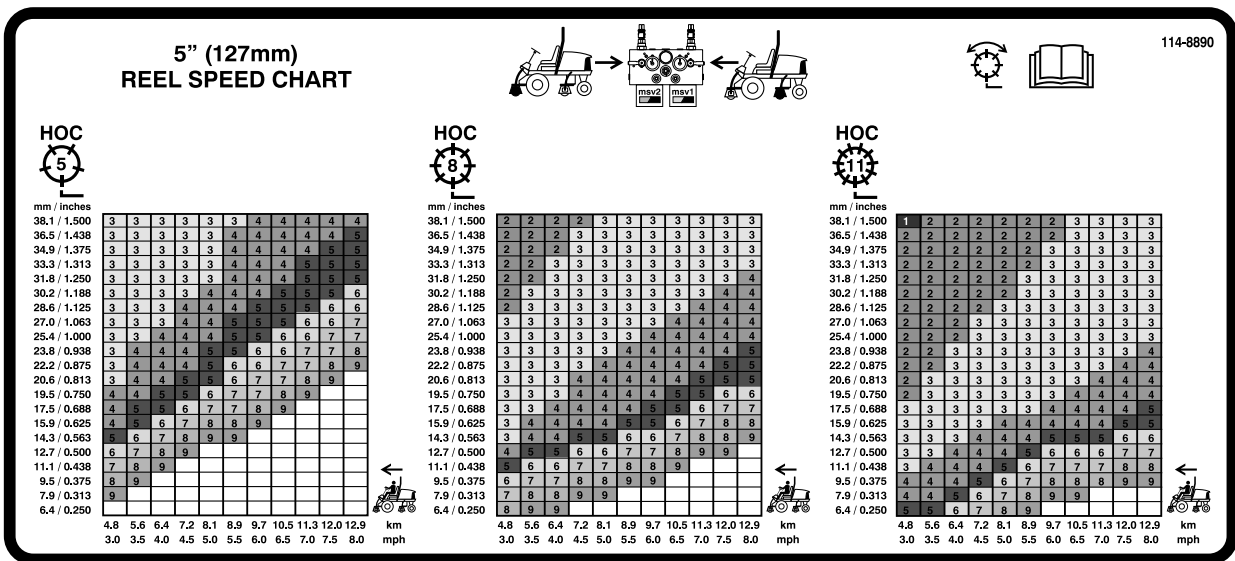 5” (127mm)
REEL SPEED CHART
msv2 msv1
114-8890
HOC
5
mm / inches
38.1 / 1.500 3 3 3 3 3 3 4 4 4 4 4
36.5 / 1.438 3 3 3 3 3 4 4 4 4 4 5
34.9 / 1.375 3 3 3 3 3 4 4 4 4 5 5
33.3 / 1.313 3 3 3 3 3 4 4 4 5 5 5
31.8 / 1.250 3 3 3 3 3 4 4 4 5 5 5
30.2 / 1.188 3 3 3 3 4 4 4 5 5 5 6
28.6 / 1.125 3 3 3 4 4 4 5 5 5 6 6
27.0 / 1.063 3 3 3 4 4 5 5 5 6 6 7
25.4 / 1.000 3 3 4 4 4 5 5 6 6 7 7
23.8 / 0.938 3 4 4 4 5 5 6 6 7 7 8
22.2 / 0.875 3 4 4 4 5 6 6 7 7 8 9
20.6 / 0.813 3 4 4 5 5 6 7 7 8 9
19.5 / 0.750 4 4 5 5 6 7 7 8 9
17.5 / 0.688 4 5 5 6 7 7 8 9
15.9 / 0.625 4 5 6 7 8 8 9
14.3 / 0.563 5 6 7 8 8 9
12.7 / 0.500 6 7 8 9
11.1 / 0.438 7 8 9
9.5 / 0.375 8 9
7.9 / 0.313 9
6.4 / 0.250
4.8 5.6 6.4 7.2 8.1 8.9 9.7 10.5 11.3 12.0 12.9 km
3.0 3.5 4.0 4.5 5.0 5.5 6.0 6.5 7.0 7.5 8.0 mph
HOC
8
mm / inches
38.1 / 1.500 2 2 2 2 3 3 3 3 3 3 3
36.5 / 1.438 2 2 2 3 3 3 3 3 3 3 3
34.9 / 1.375 2 2 2 3 3 3 3 3 3 3 3
33.3 / 1.313 2 2 3 3 3 3 3 3 3 3 3
31.8 / 1.250 2 2 3 3 3 3 3 3 3 3 4
30.2 / 1.188 2 3 3 3 3 3 3 3 3 4 4
28.6 / 1.125 2 3 3 3 3 3 3 3 4 4 4
27.0 / 1.063 3 3 3 3 3 3 3 4 4 4 4
25.4 / 1.000 3 3 3 3 3 3 4 4 4 4 4
23.8 / 0.938 3 3 3 3 3 4 4 4 4 4 5
22.2 / 0.875 3 3 3 3 4 4 4 4 4 5 5
20.6 / 0.813 3 3 3 4 4 4 4 4 5 5 5
19.5 / 0.750 3 3 3 4 4 4 4 5 5 6 6
17.5 / 0.688 3 3 4 4 4 4 5 5 6 7 7
15.9 / 0.625 3 4 4 4 4 5 5 6 7 8 8
14.3 / 0.563 3 4 4 5 5 6 6 7 8 8 9
12.7 / 0.500 4 5 5 6 6 7 7 8 9 9
11.1 / 0.438 5 6 6 7 7 8 8 9
9.5 / 0.375 6 6 7 8 8 9 9
7.9 / 0.313 7 8 8 9 9
6.4 / 0.250 8 9 9
4.8 5.6 6.4 7.2 8.1 8.9 9.7 10.5 11.3 12.0 12.9 km
3.0 3.5 4.0 4.5 5.0 5.5 6.0 6.5 7.0 7.5 8.0 mph
HOC
11
mm / inches
38.1 / 1.500 1 2 2 2 2 2 2 3 3 3 3
36.5 / 1.438 2 2 2 2 2 2 2 3 3 3 3
34.9 / 1.375 2 2 2 2 2 2 3 3 3 3 3
33.3 / 1.313 2 2 2 2 2 2 3 3 3 3 3
31.8 / 1.250 2 2 2 2 2 3 3 3 3 3 3
30.2 / 1.188 2 2 2 2 2 3 3 3 3 3 3
28.6 / 1.125 2 2 2 2 3 3 3 3 3 3 3
27.0 / 1.063 2 2 2 3 3 3 3 3 3 3 3
25.4 / 1.000 2 2 2 3 3 3 3 3 3 3 3
23.8 / 0.938 2 2 3 3 3 3 3 3 3 3 4
22.2 / 0.875 2 2 3 3 3 3 3 3 3 4 4
20.6 / 0.813 2 3 3 3 3 3 3 3 4 4 4
19.5 / 0.750 2 3 3 3 3 3 3 4 4 4 4
17.5 / 0.688 3 3 3 3 3 3 4 4 4 4 5
15.9 / 0.625 3 3 3 3 4 4 4 4 4 5 5
14.3 / 0.563 3 3 3 4 4 4 5 5 5 6 6
12.7 / 0.500 3 3 4 4 4 5 6 6 6 7 7
11.1 / 0.438 3 4 4 4 5 6 7 7 7 8 8
9.5 / 0.375 4 4 4 5 6 7 8 8 8 9 9
7.9 / 0.313 4 4 5 6 7 8 9 9
6.4 / 0.250 5 5 6 7 8 9
4.8 5.6 6.4 7.2 8.1 8.9 9.7 10.5 11.3 12.0 12.9 km
3.0 3.5 4.0 4.5 5.0 5.5 6.0 6.5 7.0 7.5 8.0 mph